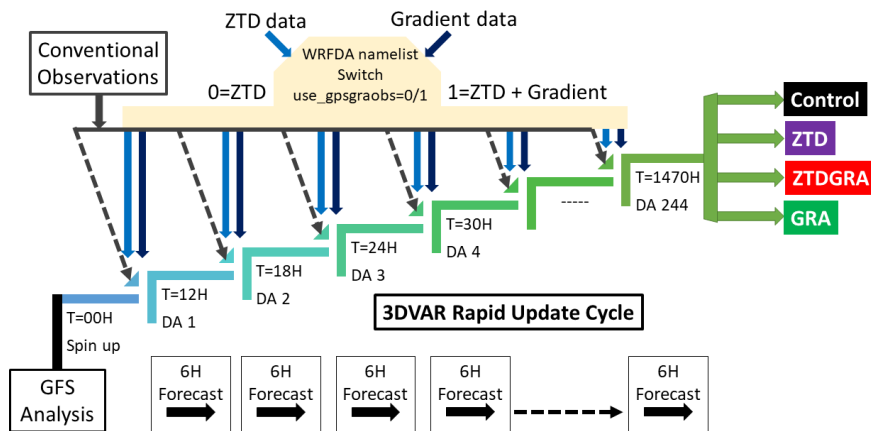 ZTD data
Gradient data
Conventional
Observations
WRFDA namelist
Switch
use_gpsgraobs=0/1
0=ZTD
1=ZTD + Gradient
Control
ZTD
ZTDGRA
GRA
T=1470H
DA 244
-----
T=30H
DA 4
T=24H
DA 3
T=18H
DA 2
T=12H
DA 1
T=00H
Spin up
3DVAR Rapid Update Cycle
GFS
Analysis
6H
Forecast
6H
Forecast
6H
Forecast
6H
Forecast
6H
Forecast